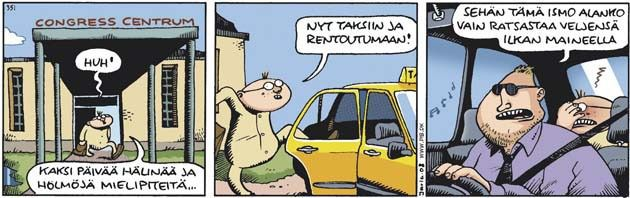 351
CONGRESS CENTRUM
HUH!
KAKSI PÄIVÄÄ HÄLINÄÄ JA
HÖLMÖJÄ MIELIPITEITÄ...
NYT TAKSIIN JA
RENTOUTUMAAN!
TA
SEHÄN TÄMÄ ISMO ALANKO
VAIN RATSASTAA VELJENSÄ
ILKAN MAINEELLA